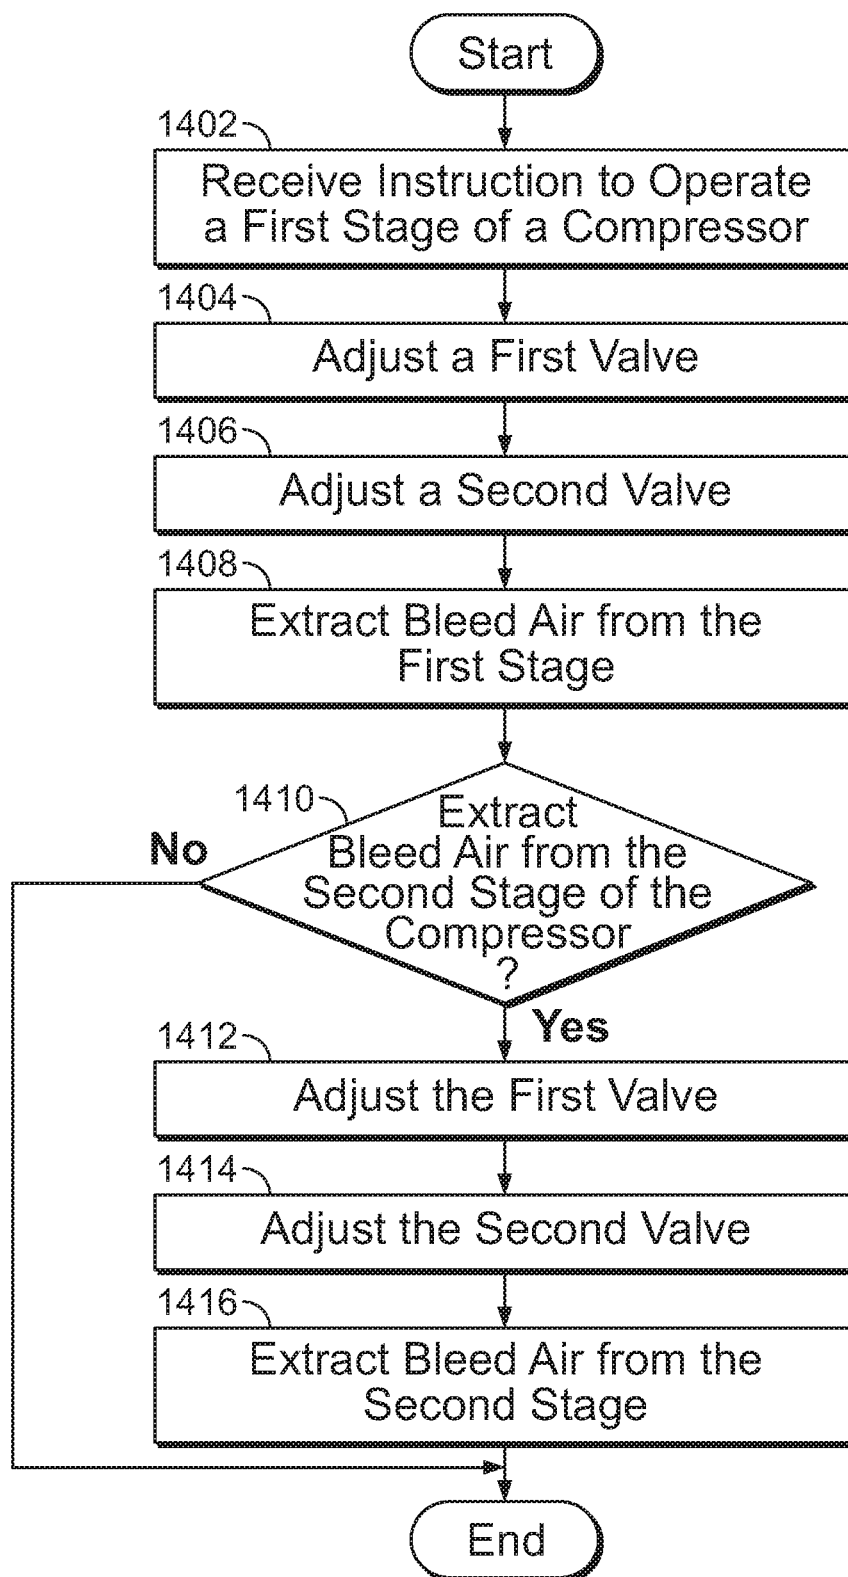 Start
1402
Receive Instruction to Operate
a First Stage of a Compressor
1404
Adjust a First Valve
1406
Adjust a Second Valve
1408
Extract Bleed Air from the
First Stage
1410
Extract
Bleed Air from the
Second Stage of the
Compressor
?
No
Yes
1412
Adjust the First Valve
1414
Adjust the Second Valve
1416
Extract Bleed Air from the
Second Stage
End